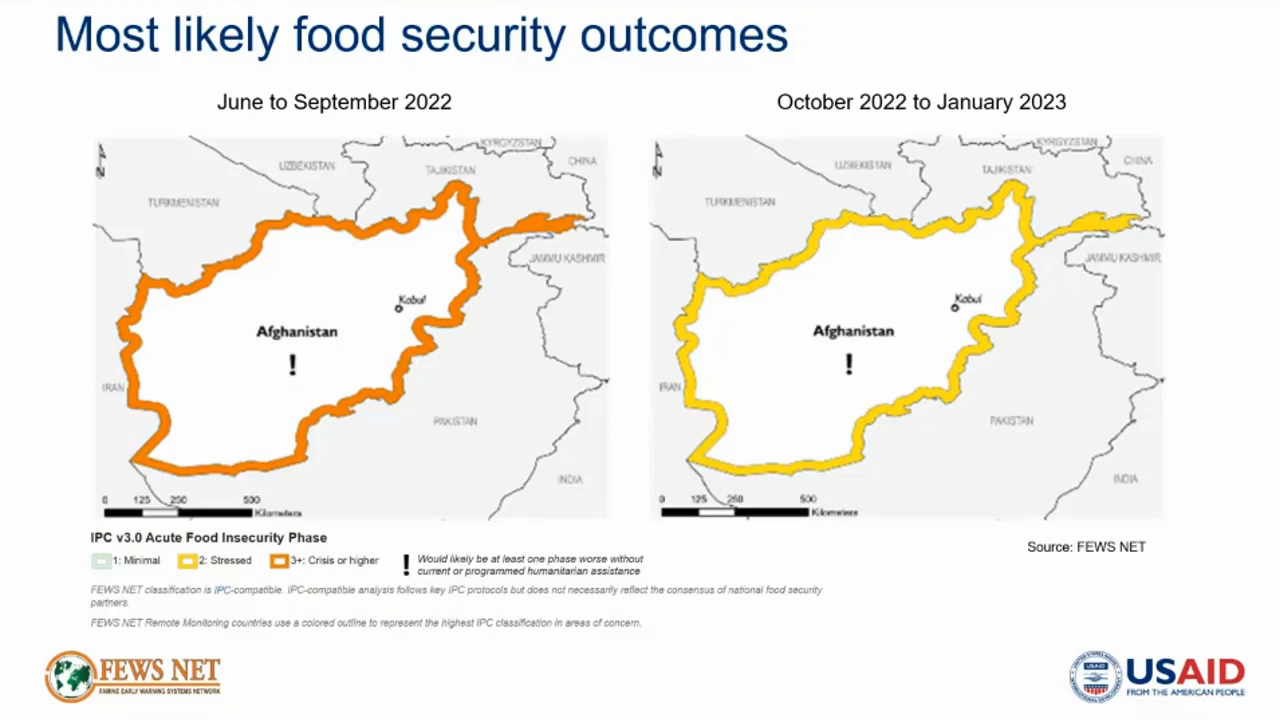 Most likely food security outcomes
June to September 2022
October 2022 to January 2023
N
UZBEKISTAN
KYRGYZSTAN
TAJIKISTAN
CHINA
TURKMENISTAN
JAMMU KASHMIR
Kabul
Afghanistan
!
IRAN
PAKISTAN
INDIA
0 125 250 500
Kilometers
N
UZBEKISTAN
KYRGYZSTAN
TAJIKISTAN
CHINA
TURKMENISTAN
JAMMU KASHMIR
Kabul
Afghanistan
!
IRAN
PAKISTAN
INDIA
0 125 250 500
Kilometers
IPC v3.0 Acute Food Insecurity Phase
1: Minimal 2: Stressed 3+: Crisis or higher
! Would likely be at least one phase worse without
current or programmed humanitarian assistance
Source: FEWS NET
FEWS NET classification is IPC-compatible. IPC-compatible analysis follows key IPC protocols but does not necessarily reflect the consensus of national food security
partners.
FEWS NET Remote Monitoring countries use a colored outline to represent the highest IPC classification in areas of concern.
FEWS NET
FAMINE EARLY WARNING SYSTEMS NETWORK
USAID
USAID
FROM THE AMERICAN PEOPLE